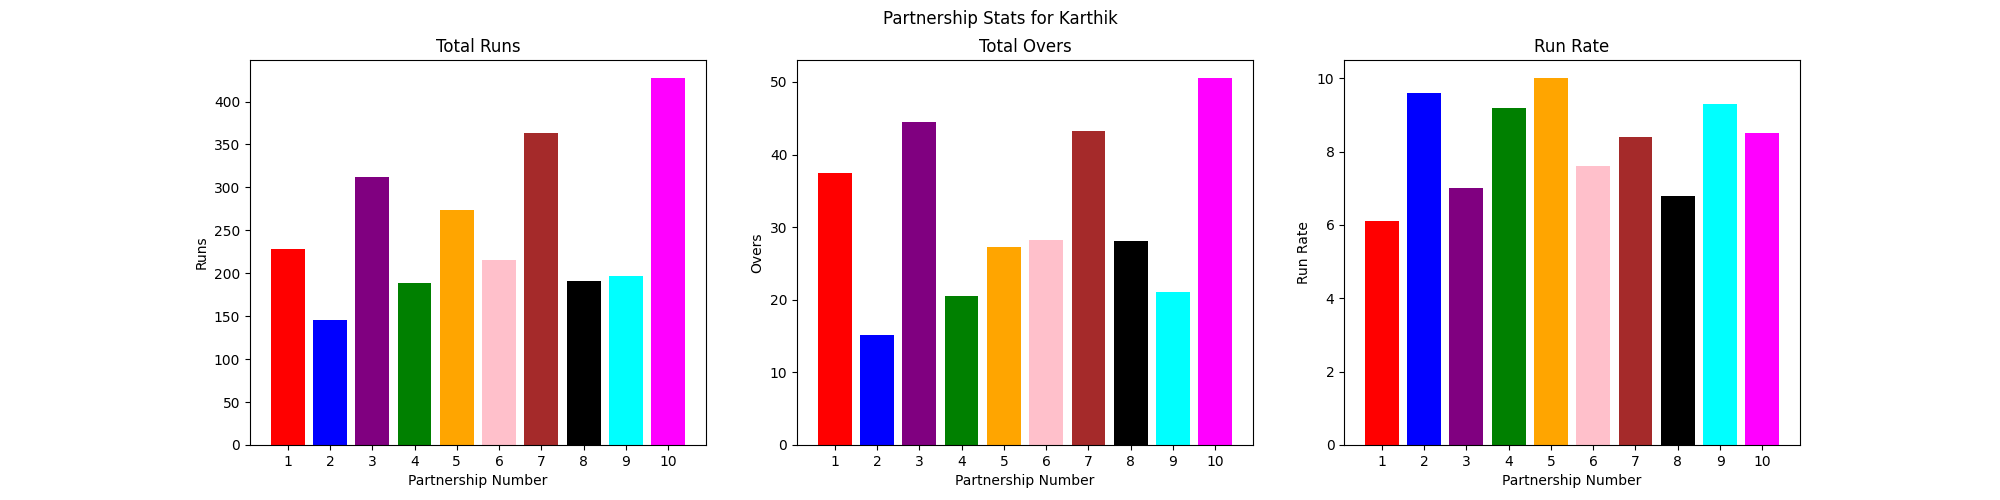 Partnership Stats for Karthik
Total Runs
400
350
300
250
200
150
100
50
0
Runs
1 2 3 4 5 6 7 8 9 10
Partnership Number
Total Overs
50
40
30
20
10
0
Overs
1 2 3 4 5 6 7 8 9 10
Partnership Number
Run Rate
10
8
6
4
2
0
Run Rate
1 2 3 4 5 6 7 8 9 10
Partnership Number